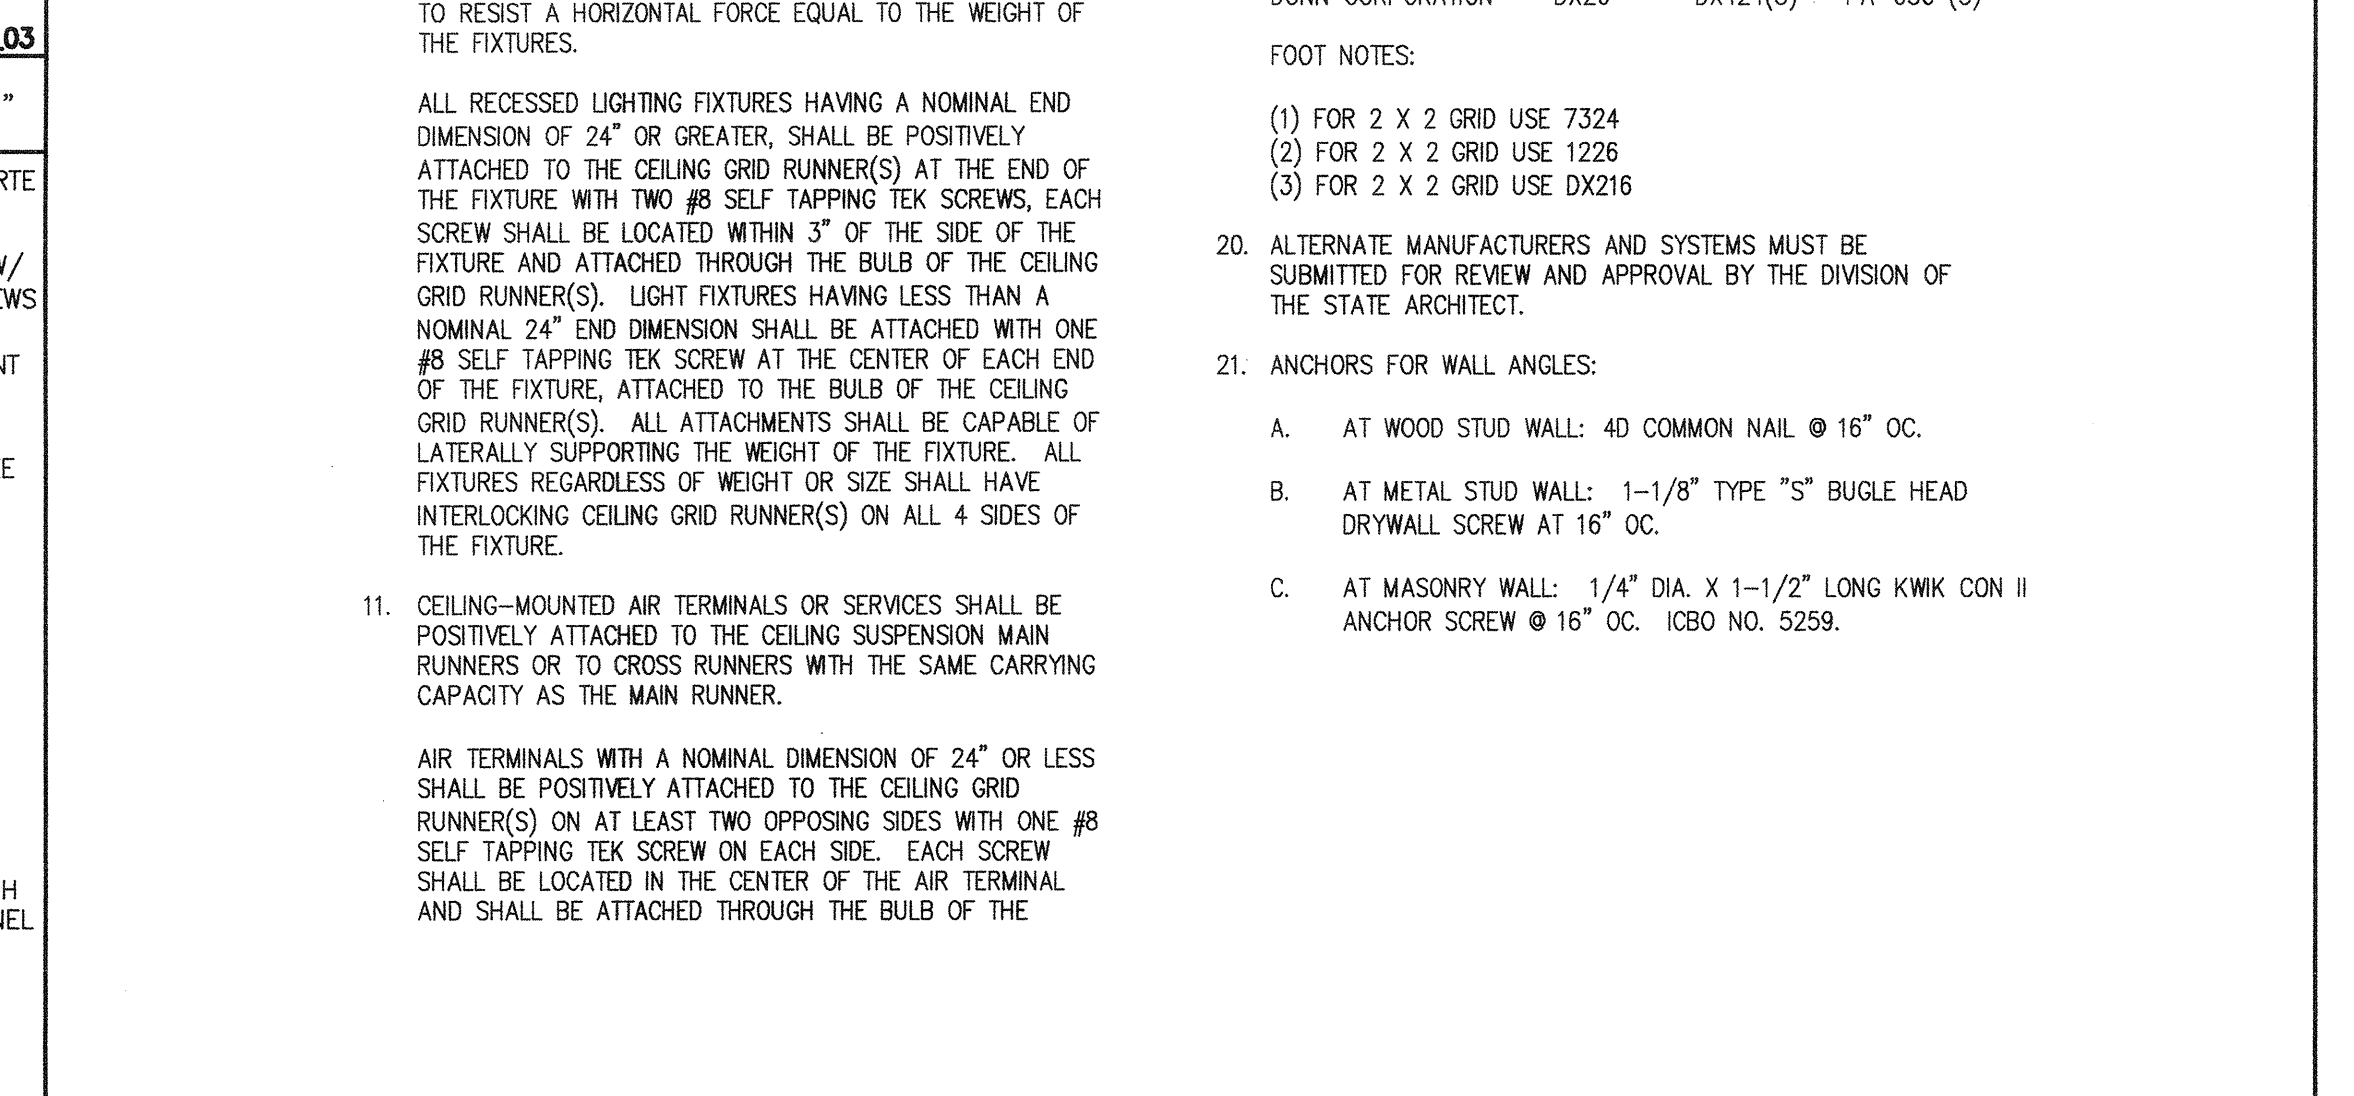 03
”
RTE
W/
EWS
NT
E
H
NEL
TO RESIST A HORIZONTAL FORCE EQUAL TO THE WEIGHT OF
THE FIXTURES.
ALL RECESSED LIGHTING FIXTURES HAVING A NOMINAL END
DIMENSION OF 24” OR GREATER, SHALL BE POSITIVELY
ATTACHED TO THE CEILING GRID RUNNER(S) AT THE END OF
THE FIXTURE WITH TWO #8 SELF TAPPING TEK SCREWS, EACH
SCREW SHALL BE LOCATED WITHIN 3” OF THE SIDE OF THE
FIXTURE AND ATTACHED THROUGH THE BULB OF THE CEILING
GRID RUNNER(S). LIGHT FIXTURES HAVING LESS THAN A
NOMINAL 24” END DIMENSION SHALL BE ATTACHED WITH ONE
#8 SELF TAPPING TEK SCREW AT THE CENTER OF EACH END
OF THE FIXTURE, ATTACHED TO THE BULB OF THE CEILING
GRID RUNNER(S). ALL ATTACHMENTS SHALL BE CAPABLE OF
LATERALLY SUPPORTING THE WEIGHT OF THE FIXTURE. ALL
FIXTURES REGARDLESS OF WEIGHT OR SIZE SHALL HAVE
INTERLOCKING CEILING GRID RUNNER(S) ON ALL 4 SIDES OF
THE FIXTURE.
11. CEILING-MOUNTED AIR TERMINALS OR SERVICES SHALL BE
POSITIVELY ATTACHED TO THE CEILING SUSPENSION MAIN
RUNNERS OR TO CROSS RUNNERS WITH THE SAME CARRYING
CAPACITY AS THE MAIN RUNNER.
AIR TERMINALS WITH A NOMINAL DIMENSION OF 24” OR LESS
SHALL BE POSITIVELY ATTACHED TO THE CEILING GRID
RUNNER(S) ON AT LEAST TWO OPPOSING SIDES WITH ONE #8
SELF TAPPING TEK SCREW ON EACH SIDE. EACH SCREW
SHALL BE LOCATED IN THE CENTER OF THE AIR TERMINAL
AND SHALL BE ATTACHED THROUGH THE BULB OF THE
FOOT NOTES:
(1) FOR 2 X 2 GRID USE 7324
(2) FOR 2 X 2 GRID USE 1226
(3) FOR 2 X 2 GRID USE DX216
20. ALTERNATE MANUFACTURERS AND SYSTEMS MUST BE
SUBMITTED FOR REVIEW AND APPROVAL BY THE DIVISION OF
THE STATE ARCHITECT.
21. ANCHORS FOR WALL ANGLES:
A. AT WOOD STUD WALL: 4D COMMON NAIL @ 16” OC.
B. AT METAL STUD WALL: 1-1/8” TYPE "S" BUGLE HEAD
DRYWALL SCREW AT 16” OC.
C. AT MASONRY WALL: 1/4” DIA. X 1-1/2” LONG KWIK CON II
ANCHOR SCREW @ 16” OC. ICBO NO. 5259.